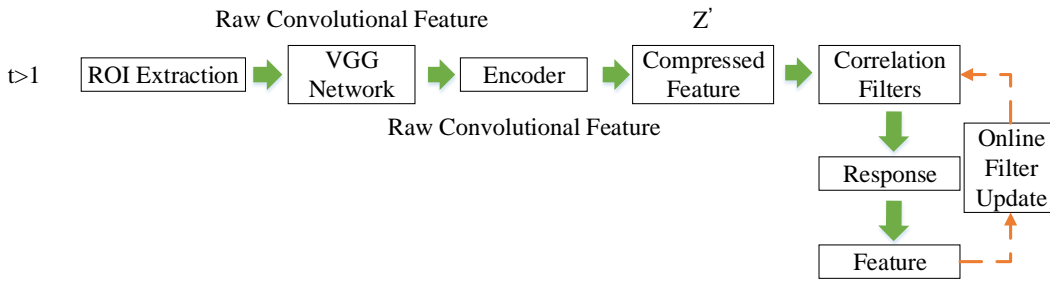 Raw Convolutional Feature
Z'
t>1
ROI Extraction
VGG
Network
Encoder
Compressed
Feature
Correlation
Filters
Raw Convolutional Feature
Online
Filter
Update
Response
Feature